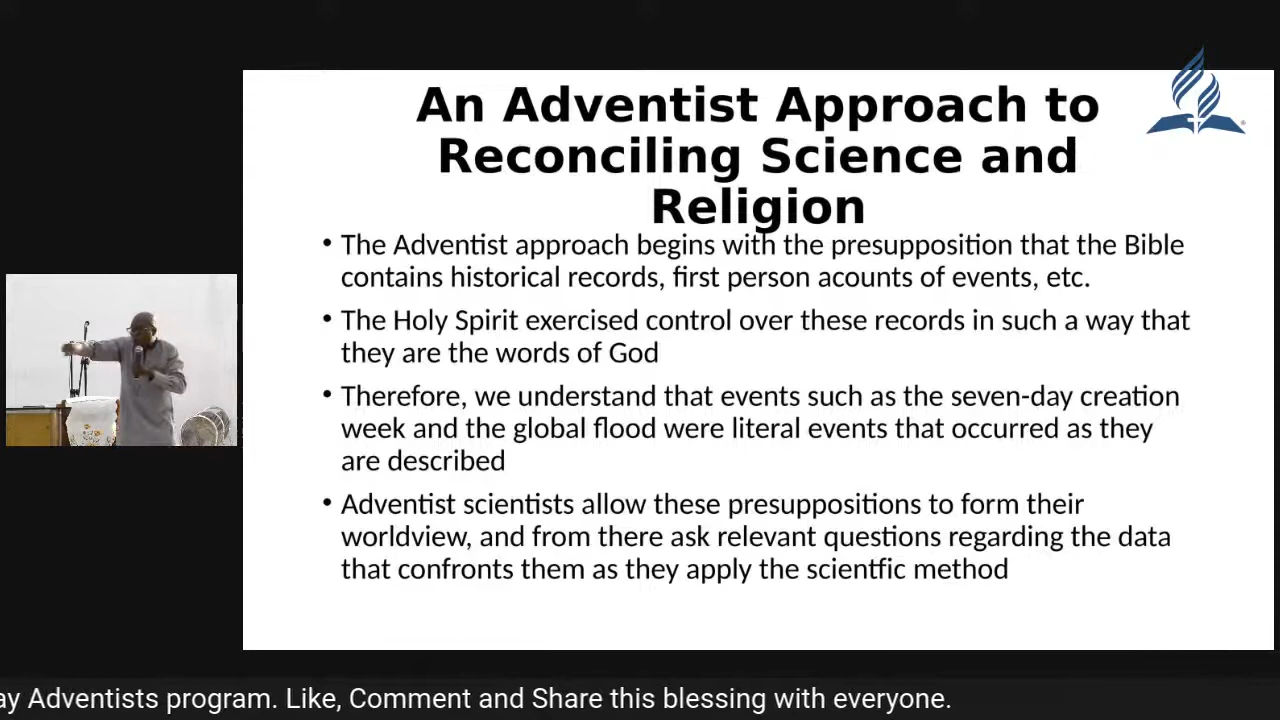 An Adventist Approach to
Reconciling Science and
Religion
• The Adventist approach begins with the presupposition that the Bible
contains historical records, first person acounts of events, etc.
• The Holy Spirit exercised control over these records in such a way that
they are the words of God
• Therefore, we understand that events such as the seven-day creation
week and the global flood were literal events that occurred as they
are described
• Adventist scientists allow these presuppositions to form their
worldview, and from there ask relevant questions regarding the data
that confronts them as they apply the scientfic method
ay Adventists program. Like, Comment and Share this blessing with everyone.